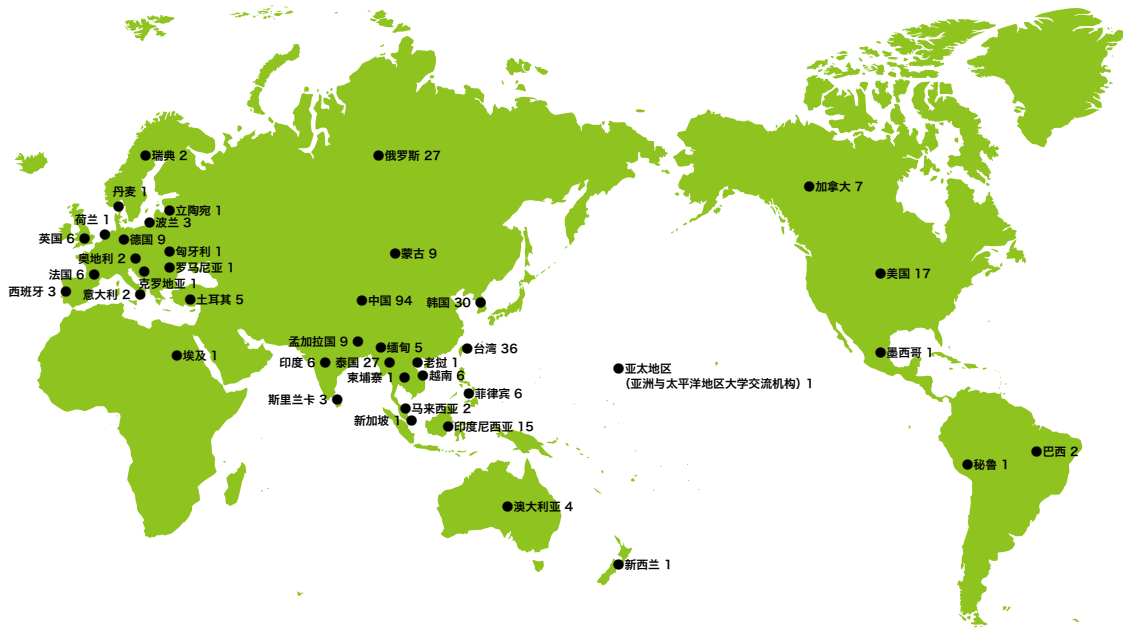 瑞典 2
俄罗斯 27
丹麦 1
加拿大 7
立陶宛 1
荷兰 1
波兰 3
英国 6
德国 9
匈牙利 1
蒙古 9
奥地利 2
罗马尼亚 1
法国 6
美国 17
克罗地亚 1
西班牙 3
意大利 2
土耳其 5
中国 94
韩国 30
孟加拉国 9
缅甸 5
台湾 36
埃及 1
墨西哥 1
印度 6
泰国 27
老挝 1
亚太地区
（亚洲与太平洋地区大学交流机构）1
柬埔寨 1
越南 6
菲律宾 6
斯里兰卡 3
马来西亚 2
新加坡 1
印度尼西亚 15
巴西 2
秘鲁 1
澳大利亚 4
新西兰 1